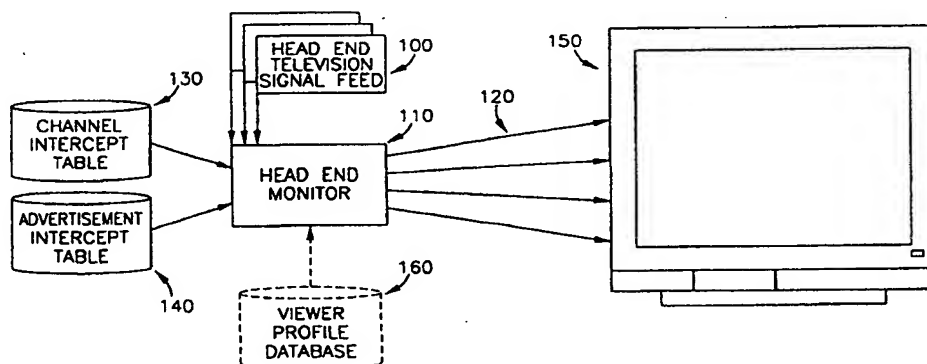 HEAD END
TELEVISION
SIGNAL FEED
100
150
130
110
120
CHANNEL
INTERCEPT
TABLE
HEAD END
MONITOR
ADVERTISEMENT
INTERCEPT
TABLE
140
160
VIEWER
PROFILE
DATABASE